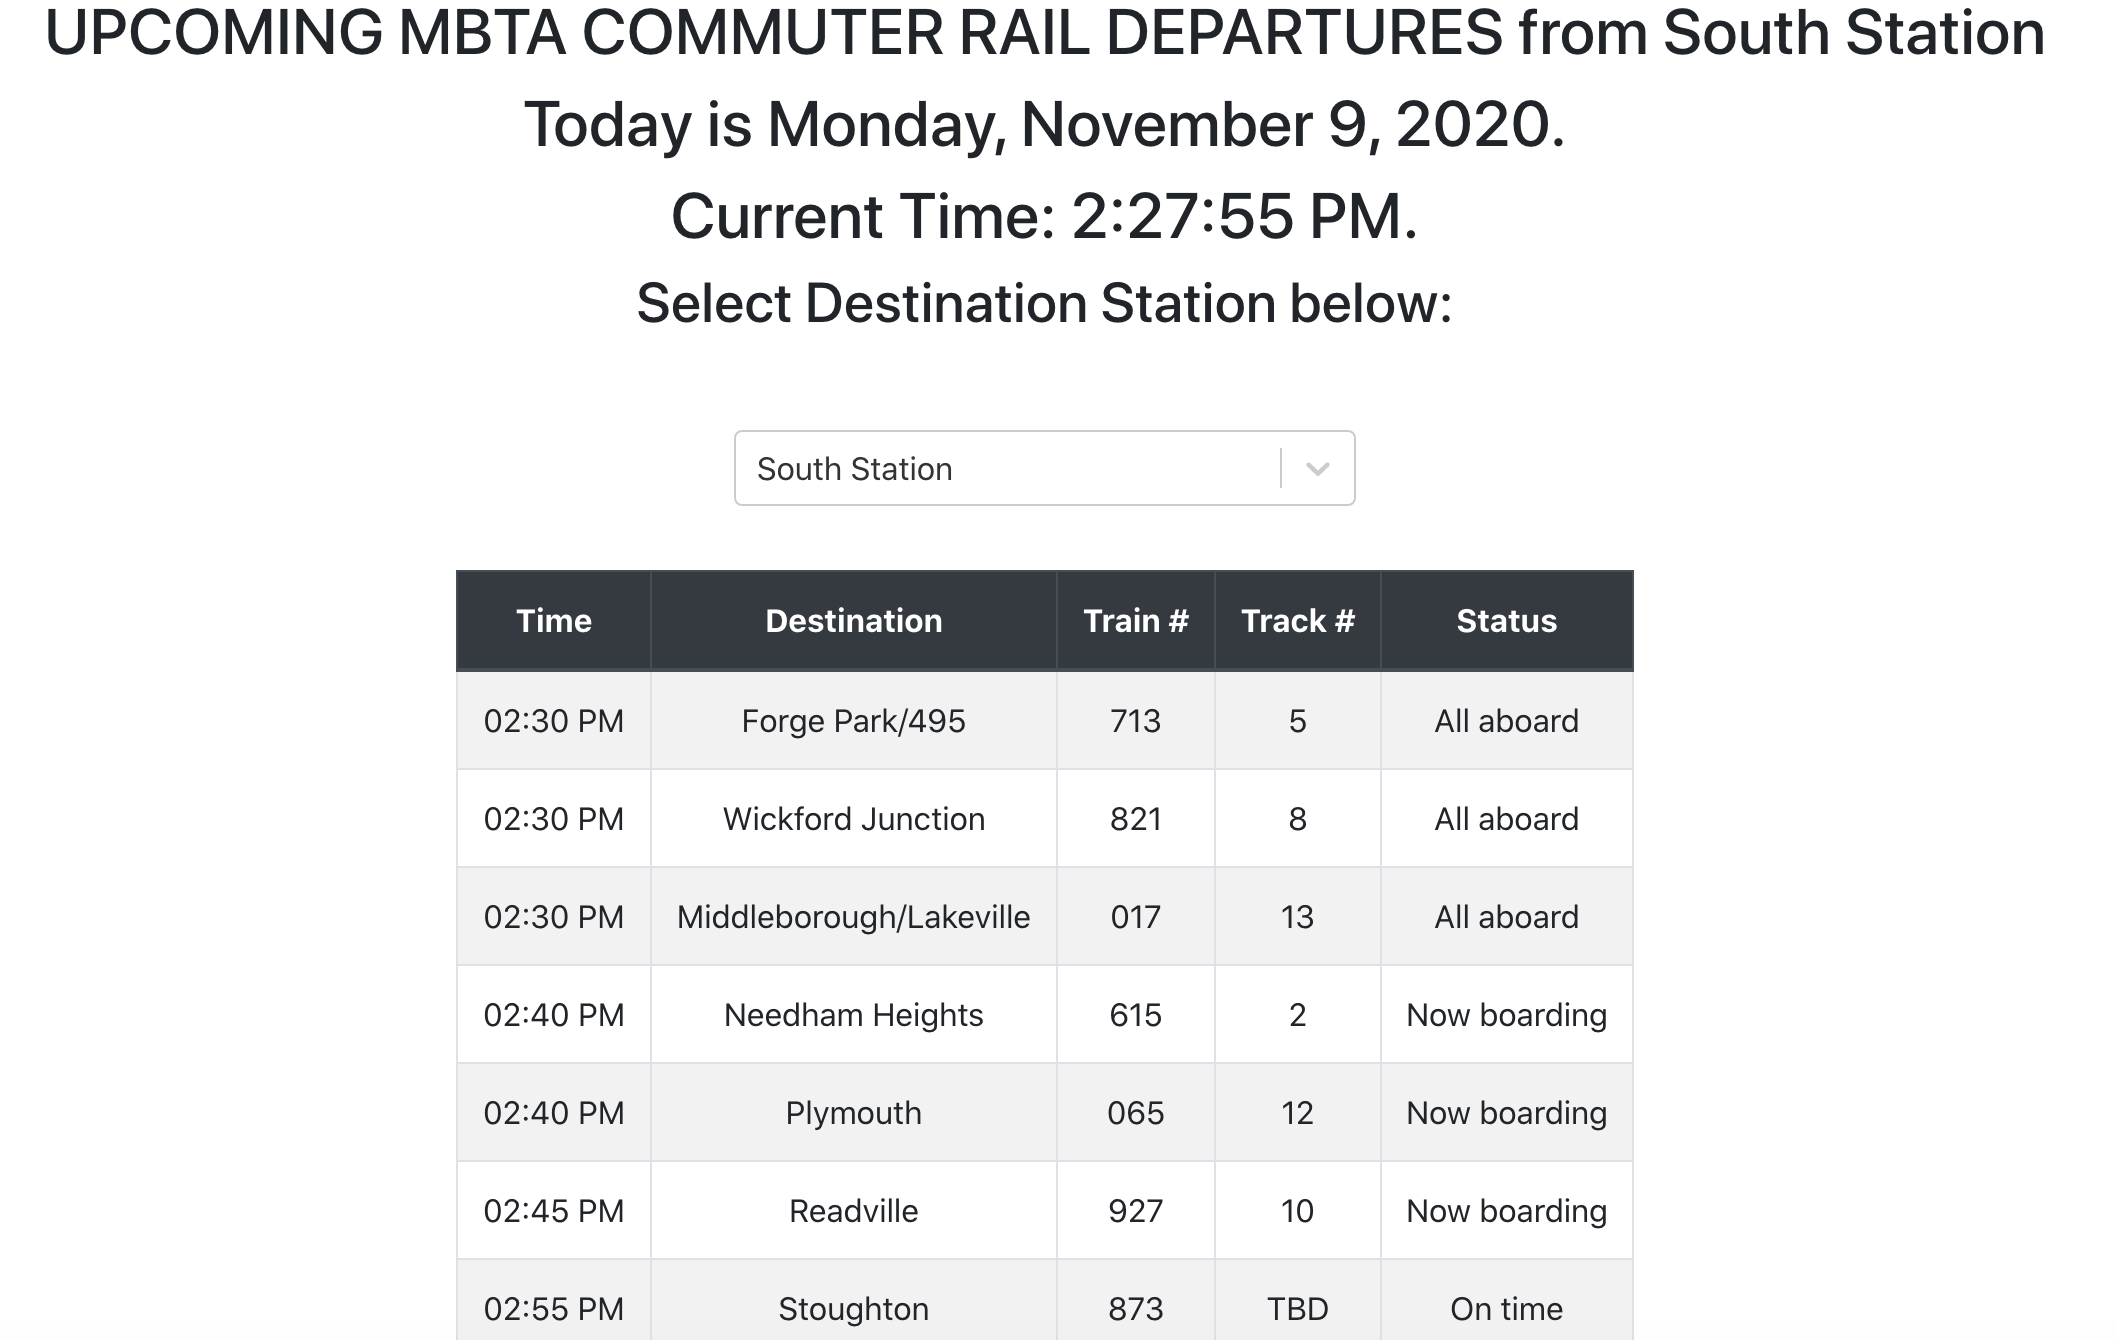 UPCOMING MBTA COMMUTER RAIL DEPARTURES from South Station
Today is Monday, November 9, 2020.
Current Time: 2:27:55 PM.
Select Destination Station below:
South Station
Time Destination Train # Track # Status
02:30 PM Forge Park/495 713 5 All aboard
02:30 PM Wickford Junction 821 8 All aboard
02:30 PM Middleborough/Lakeville 017 13 All aboard
02:40 PM Needham Heights 615 2 Now boarding
02:40 PM Plymouth 065 12 Now boarding
02:45 PM Readville 927 10 Now boarding
02:55 PM Stoughton 873 TBD On time